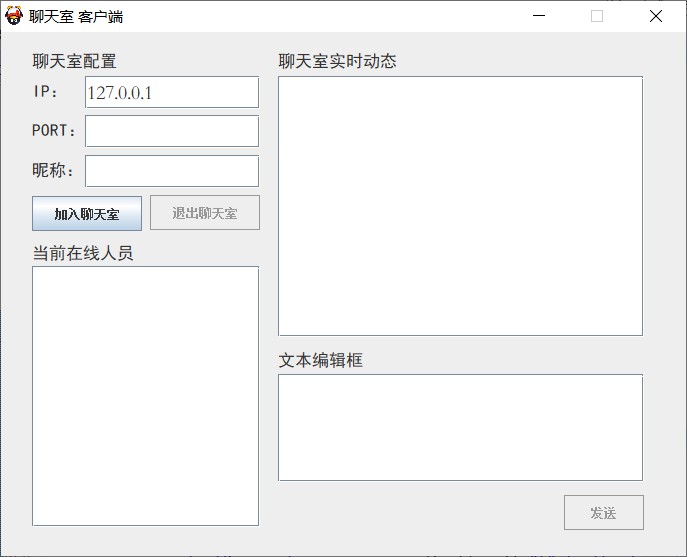 聊天室 客户端
聊天室配置
IP：
127.0.0.1
PORT：
昵称：
加入聊天室
退出聊天室
当前在线人员
聊天室实时动态
文本编辑框
发送